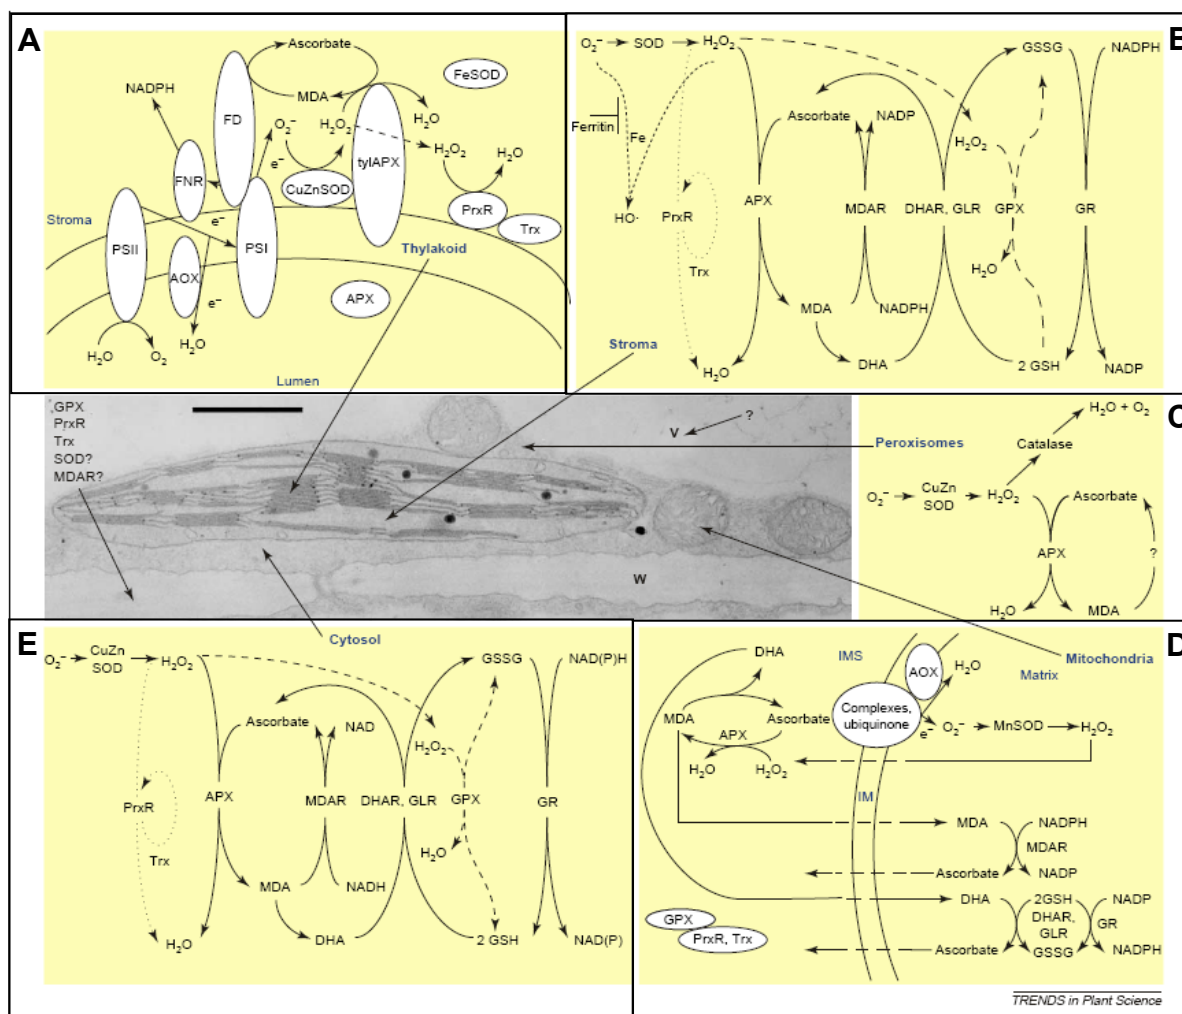 A
Ascorbate
FeSOD
NADPH
MDA
FD
O₂⁻
H₂O₂
H₂O
H₂O₂
H₂O
e⁻
tylAPX
FNR
CuZnSOD
PrxR
Trx
Stroma
PSII
e⁻
PSI
Thylakoid
AOX
e⁻
APX
H₂O
O₂
H₂O
Lumen
B
O₂⁻
SOD
H₂O₂
GSSG
NADPH
Ferritin
Fe
Ascorbate
NADP
H₂O₂
HO·
PrxR
APX
MDAR
DHAR, GLR
GPX
GR
Trx
H₂O
MDA
NADPH
Stroma
H₂O
DHA
2 GSH
NADP
GPX
PrxR
Trx
SOD?
MDAR?
V
?
W
Peroxisomes
C
H₂O + O₂
Catalase
O₂⁻
CuZn
SOD
H₂O₂
Ascorbate
APX
?
H₂O
MDA
E
Cytosol
O₂⁻
CuZn
SOD
H₂O₂
GSSG
NAD(P)H
Ascorbate
NAD
H₂O₂
PrxR
APX
MDAR
DHAR, GLR
GPX
GR
Trx
H₂O
MDA
NADH
H₂O
DHA
2 GSH
NAD(P)
D
Mitochondria
DHA
IMS
AOX
H₂O
Matrix
MDA
Ascorbate
Complexes,
ubiquinone
APX
e⁻
O₂⁻
MnSOD
H₂O₂
H₂O
H₂O₂
IM
MDA
NADPH
MDAR
Ascorbate
NADP
DHA
2GSH
NADP
DHAR,
GLR
GR
Ascorbate
GSSG
NADPH
GPX
PrxR, Trx
TRENDS in Plant Science